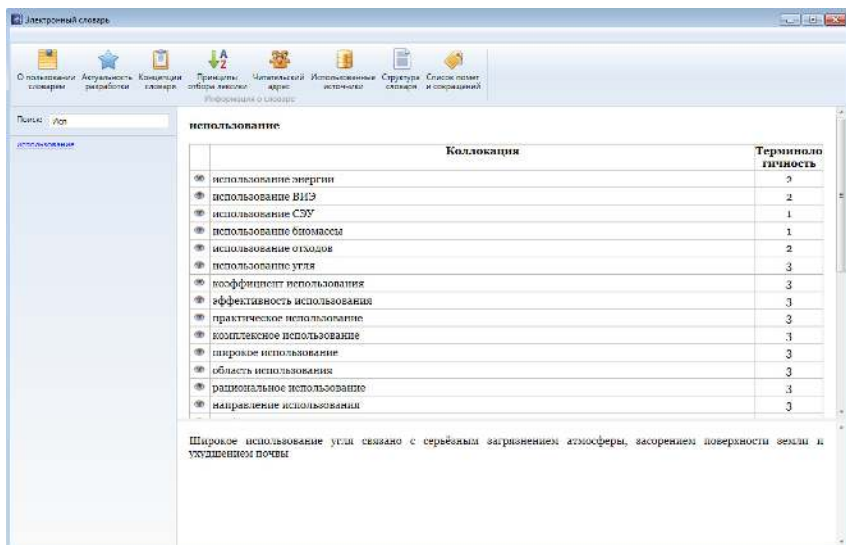 Электронный словарь
О пользовании словарем
Актуальность разработки
Концепция словаря
Принципы отбора лексики
Читательский адрес
Использованные источники
Структура словаря
Список помет и сокращений
Информация о словаре
Поиск: Исп
использование
использование
Коллокация Терминоло
гичность
использование энергии 2
использование ВИЭ 2
использование СЭУ 1
использование биомассы 1
использование отходов 2
использование угля 3
коэффициент использования 3
эффективность использования 3
практическое использование 3
комплексное использование 3
широкое использование 3
область использования 3
рациональное использование 3
направление использования 3
Широкое использование угля связано с серьёзным загрязнением атмосферы, засорением поверхности земли и
ухудшением почвы